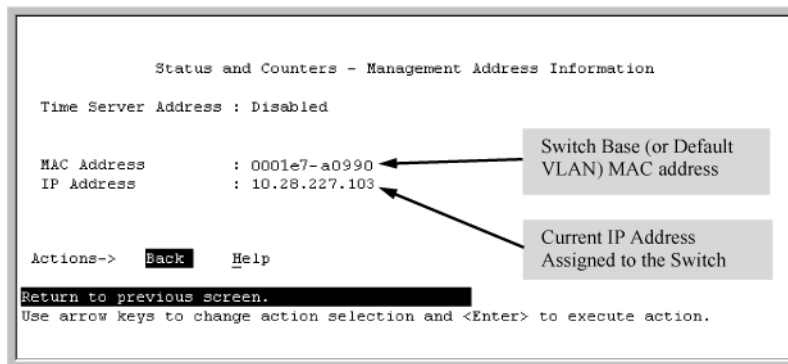 Status and Counters - Management Address Information
Time Server Address : Disabled
MAC Address : 0001e7-a0990
IP Address : 10.28.227.103
Switch Base (or Default
VLAN) MAC address
Current IP Address
Assigned to the Switch
Actions-> Back Help
Return to previous screen.
Use arrow keys to change action selection and <Enter> to execute action.